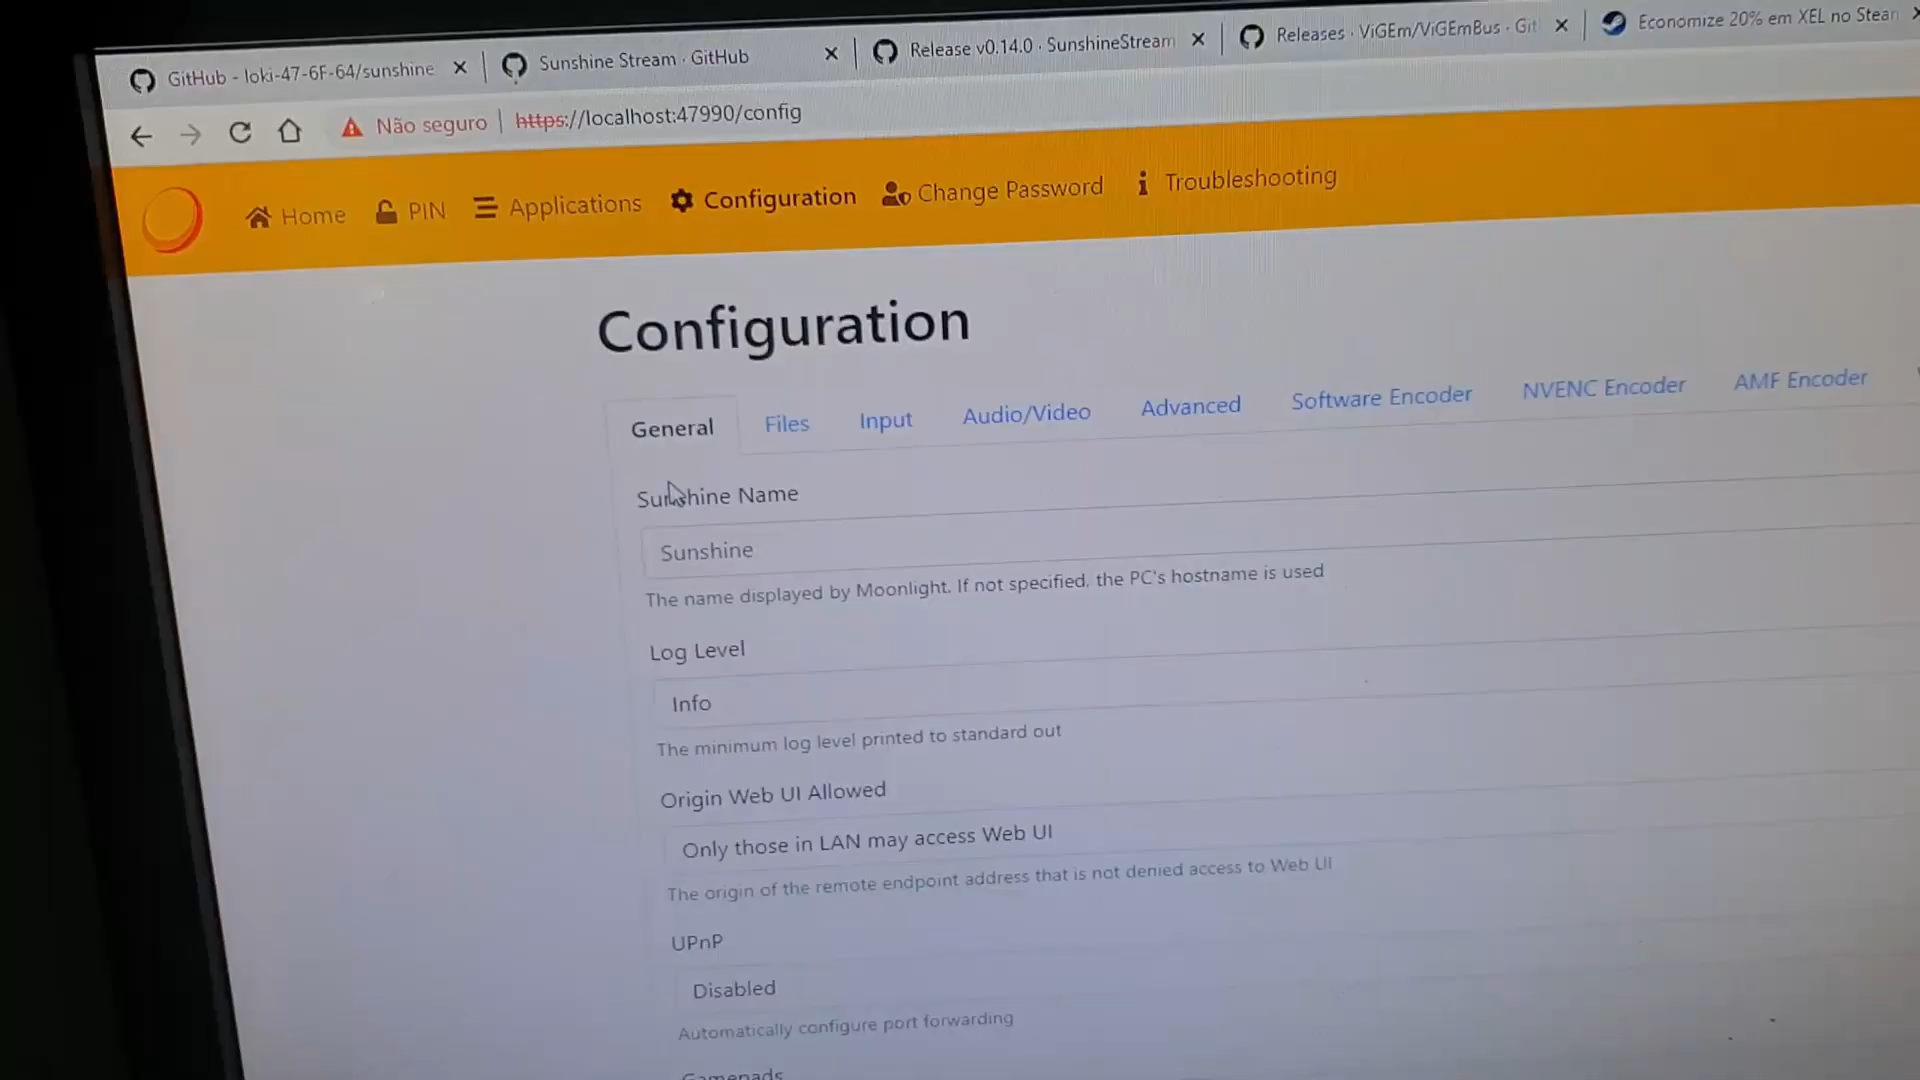 GitHub - loki-47-6F-64/sunshine
Sunshine Stream · GitHub
Release v0.14.0 · SunshineStream
Releases · ViGEm/ViGEmBus · Git
Economize 20% em XEL no Stean
Não seguro
https://localhost:47990/config
Home
PIN
Applications
Configuration
Change Password
Troubleshooting
Configuration
General
Files
Input
Audio/Video
Advanced
Software Encoder
NVENC Encoder
AMF Encoder
Sunshine Name
Sunshine
The name displayed by Moonlight. If not specified, the PC's hostname is used
Log Level
Info
The minimum log level printed to standard out
Origin Web UI Allowed
Only those in LAN may access Web UI
The origin of the remote endpoint address that is not denied access to Web UI
UPnP
Disabled
Automatically configure port forwarding
Gamepads